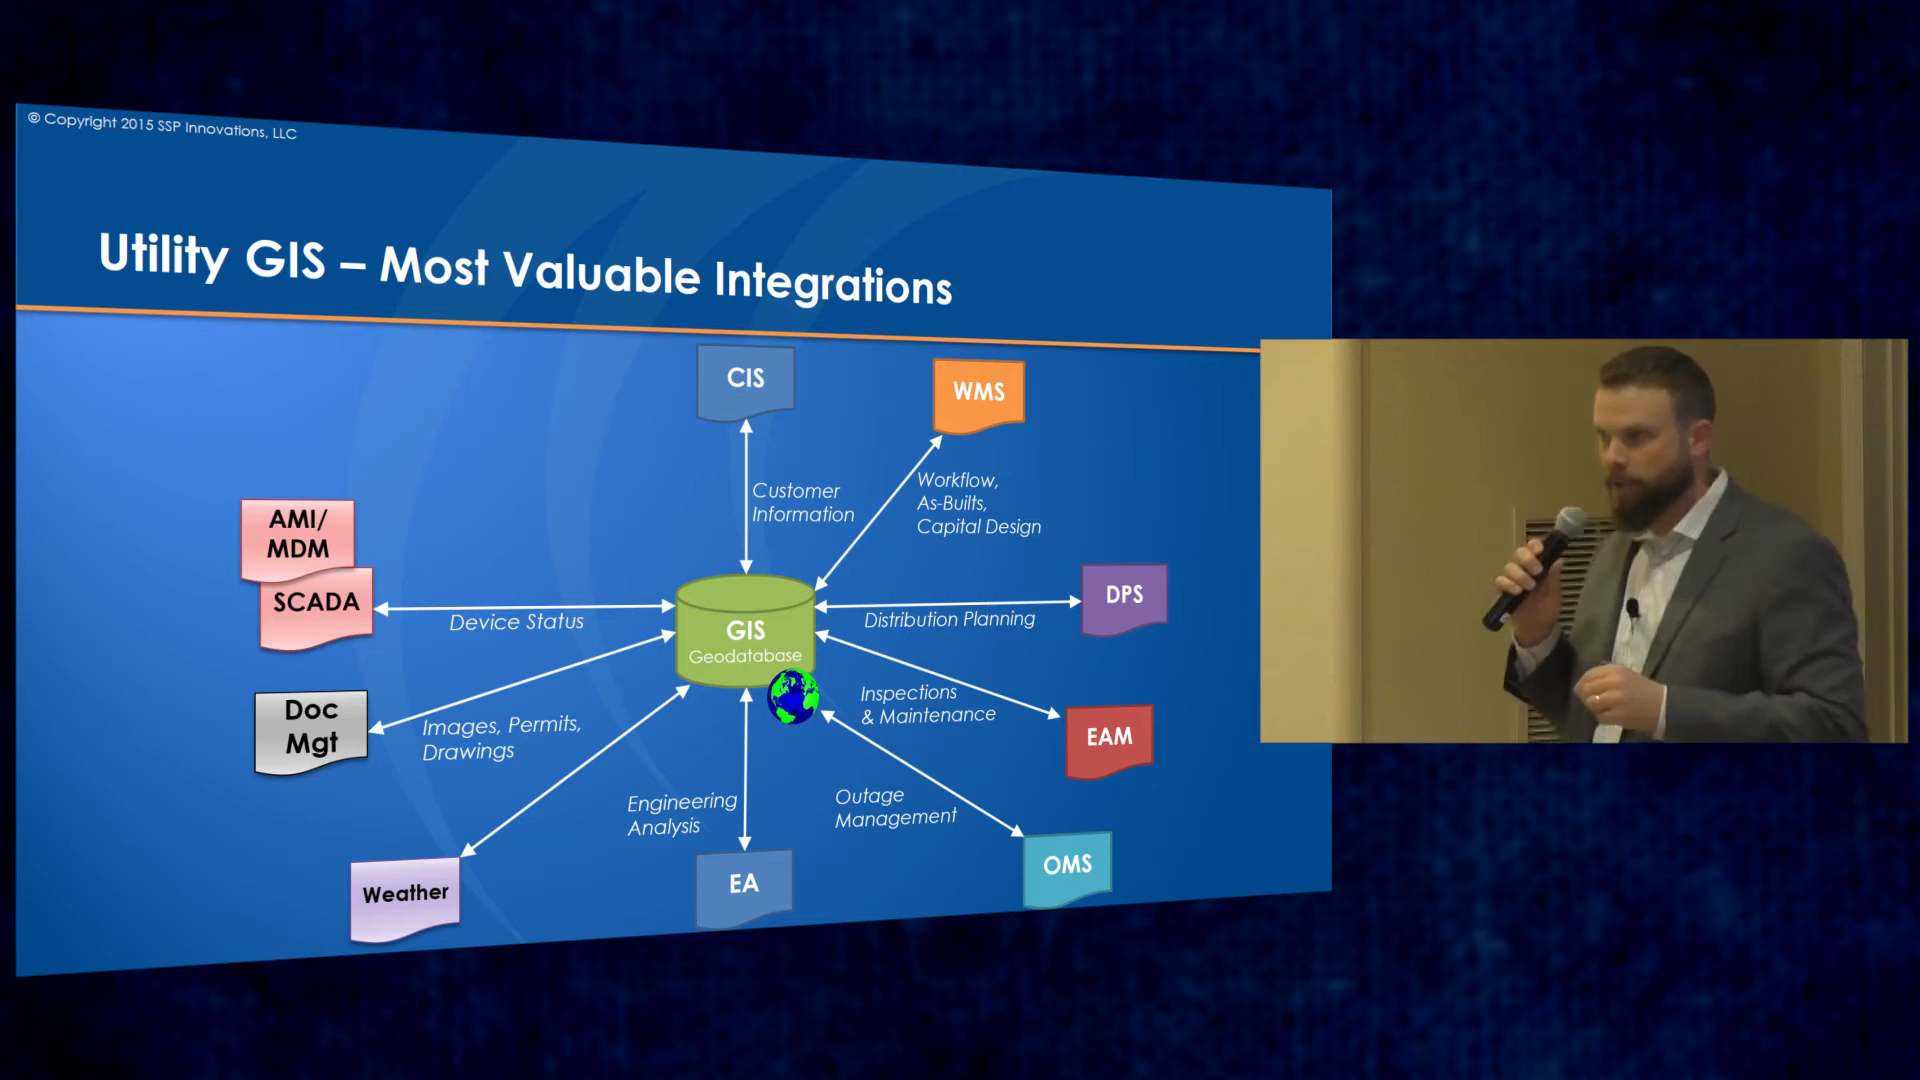 © Copyright 2015 SSP Innovations, LLC
Utility GIS – Most Valuable Integrations
CIS
WMS
Customer
Information
Workflow,
As-Builts,
Capital Design
AMI/
MDM
SCADA
Device Status
GIS
Geodatabase
Distribution Planning
DPS
Doc
Mgt
Images, Permits,
Drawings
Inspections
& Maintenance
EAM
Engineering
Analysis
Outage
Management
Weather
EA
OMS